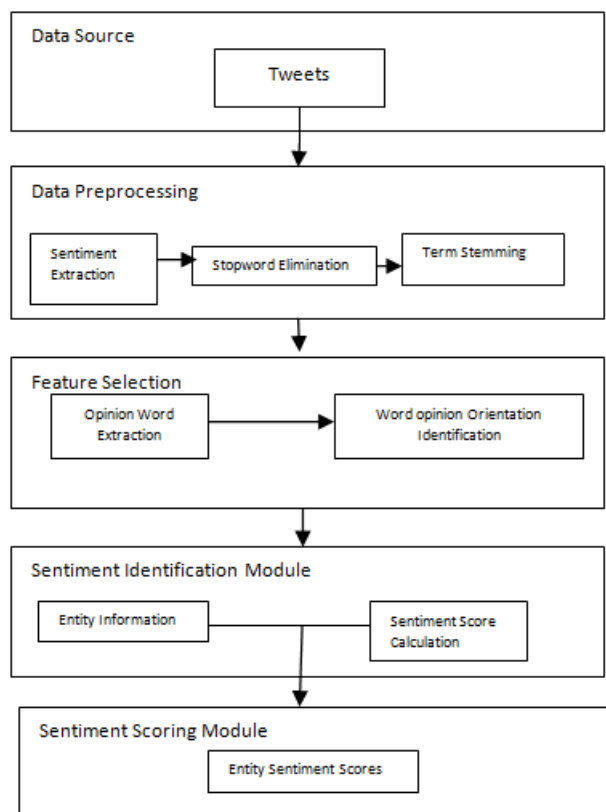 Data Source
Tweets
Data Preprocessing
Sentiment
Extraction
Stopword Elimination
Term Stemming
Feature Selection
Opinion Word
Extraction
Word opinion Orientation
Identification
Sentiment Identification Module
Entity Information
Sentiment Score
Calculation
Sentiment Scoring Module
Entity Sentiment Scores